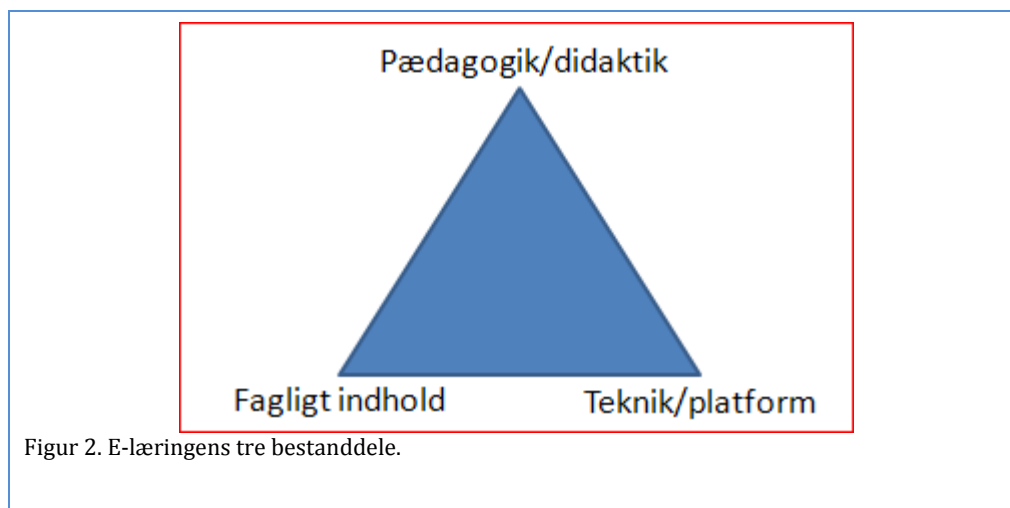 Pædagogik/didaktik
Fagligt indhold
Teknik/platform
Figur 2. E-læringens tre bestanddele.